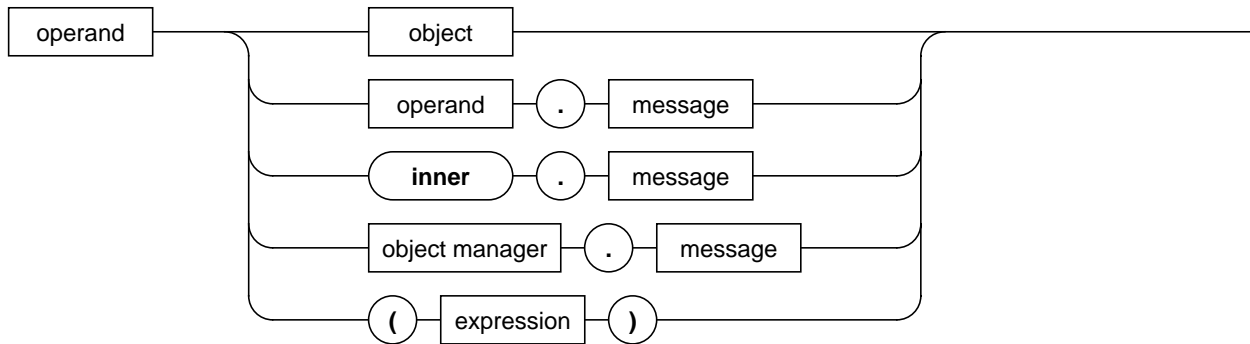 operand object
operand . message
inner . message
object manager . message
( expression )